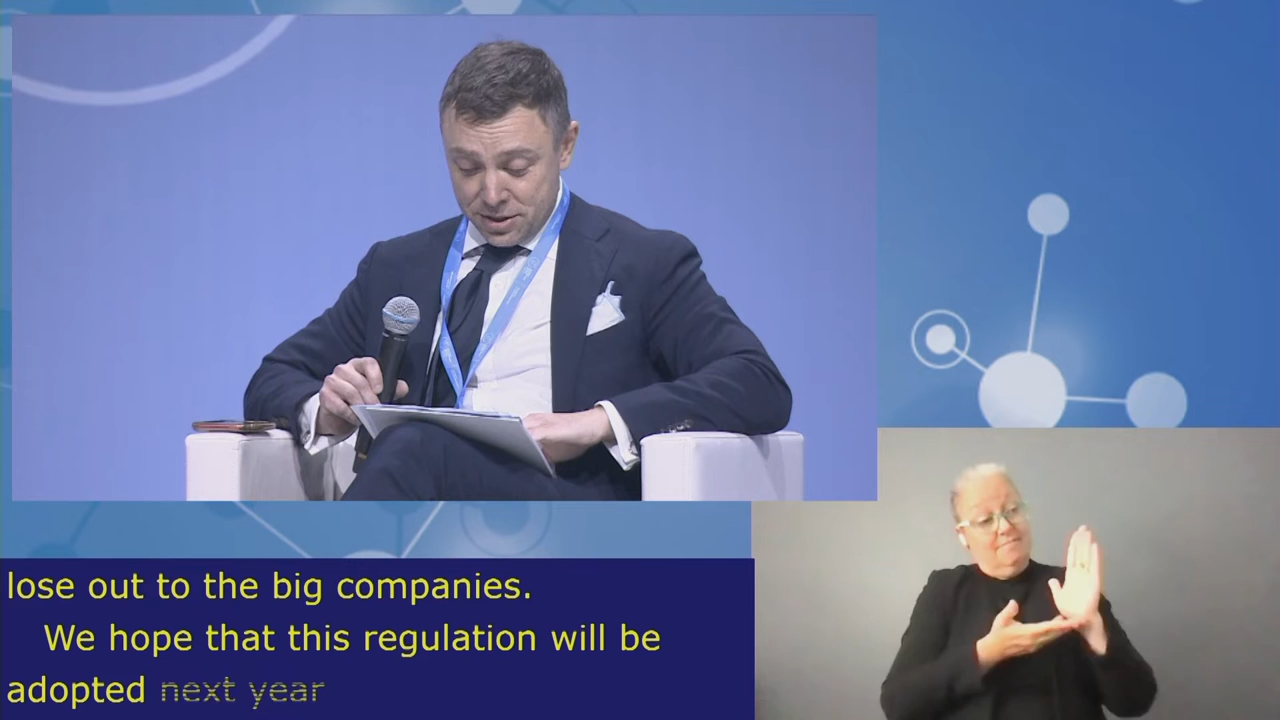 lose out to the big companies.
We hope that this regulation will be
adopted next year